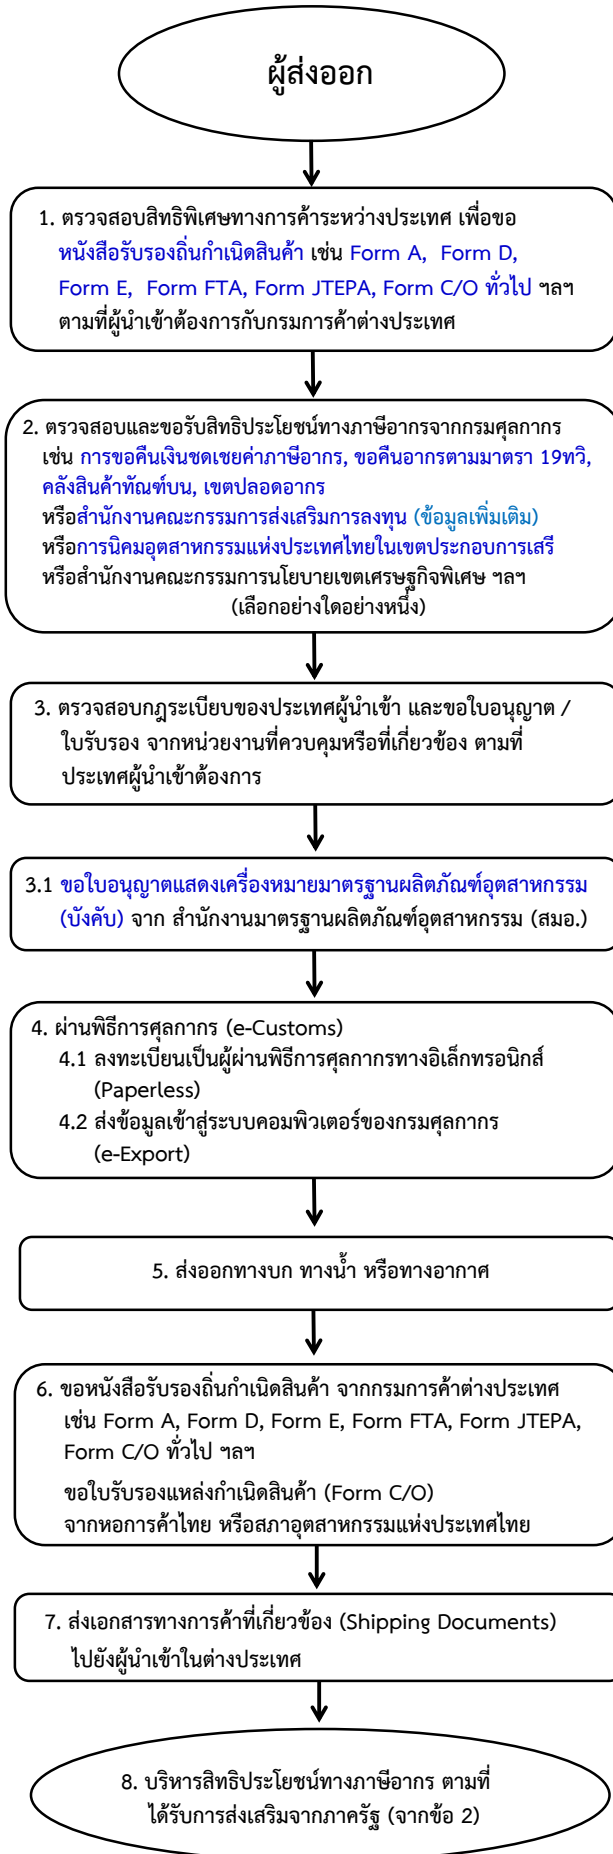 ผู้ส่งออก
1. ตรวจสอบสิทธิพิเศษทางการค้าระหว่างประเทศ เพื่อขอ
หนังสือรับรองถิ่นกำเนิดสินค้า เช่น Form A, Form D,
Form E, Form FTA, Form JTEPA, Form C/O ทั่วไป ฯลฯ
ตามที่ผู้นำเข้าต้องการกับกรมการค้าต่างประเทศ
2. ตรวจสอบและขอรับสิทธิประโยชน์ทางภาษีอากรจากกรมศุลกากร
เช่น การขอคืนเงินชดเชยค่าภาษีอากร, ขอคืนอากรตามมาตรา 19ทวิ,
คลังสินค้าทัณฑ์บน, เขตปลอดอากร
หรือสำนักงานคณะกรรมการส่งเสริมการลงทุน (ข้อมูลเพิ่มเติม)
หรือการนิคมอุตสาหกรรมแห่งประเทศไทยในเขตประกอบการเสรี
หรือสำนักงานคณะกรรมการนโยบายเขตเศรษฐกิจพิเศษ ฯลฯ
(เลือกอย่างใดอย่างหนึ่ง)
3. ตรวจสอบกฎระเบียบของประเทศผู้นำเข้า และขอใบอนุญาต /
ใบรับรอง จากหน่วยงานที่ควบคุมหรือที่เกี่ยวข้อง ตามที่
ประเทศผู้นำเข้าต้องการ
3.1 ขอใบอนุญาตแสดงเครื่องหมายมาตรฐานผลิตภัณฑ์อุตสาหกรรม
(บังคับ) จาก สำนักงานมาตรฐานผลิตภัณฑ์อุตสาหกรรม (สมอ.)
4. ผ่านพิธีการศุลกากร (e-Customs)
4.1 ลงทะเบียนเป็นผู้ผ่านพิธีการศุลกากรทางอิเล็กทรอนิกส์
(Paperless)
4.2 ส่งข้อมูลเข้าสู่ระบบคอมพิวเตอร์ของกรมศุลกากร
(e-Export)
5. ส่งออกทางบก ทางน้ำ หรือทางอากาศ
6. ขอหนังสือรับรองถิ่นกำเนิดสินค้า จากกรมการค้าต่างประเทศ
เช่น Form A, Form D, Form E, Form FTA, Form JTEPA,
Form C/O ทั่วไป ฯลฯ
ขอใบรับรองแหล่งกำเนิดสินค้า (Form C/O)
จากหอการค้าไทย หรือสภาอุตสาหกรรมแห่งประเทศไทย
7. ส่งเอกสารทางการค้าที่เกี่ยวข้อง (Shipping Documents)
ไปยังผู้นำเข้าในต่างประเทศ
8. บริหารสิทธิประโยชน์ทางภาษีอากร ตามที่
ได้รับการส่งเสริมจากภาครัฐ (จากข้อ 2)